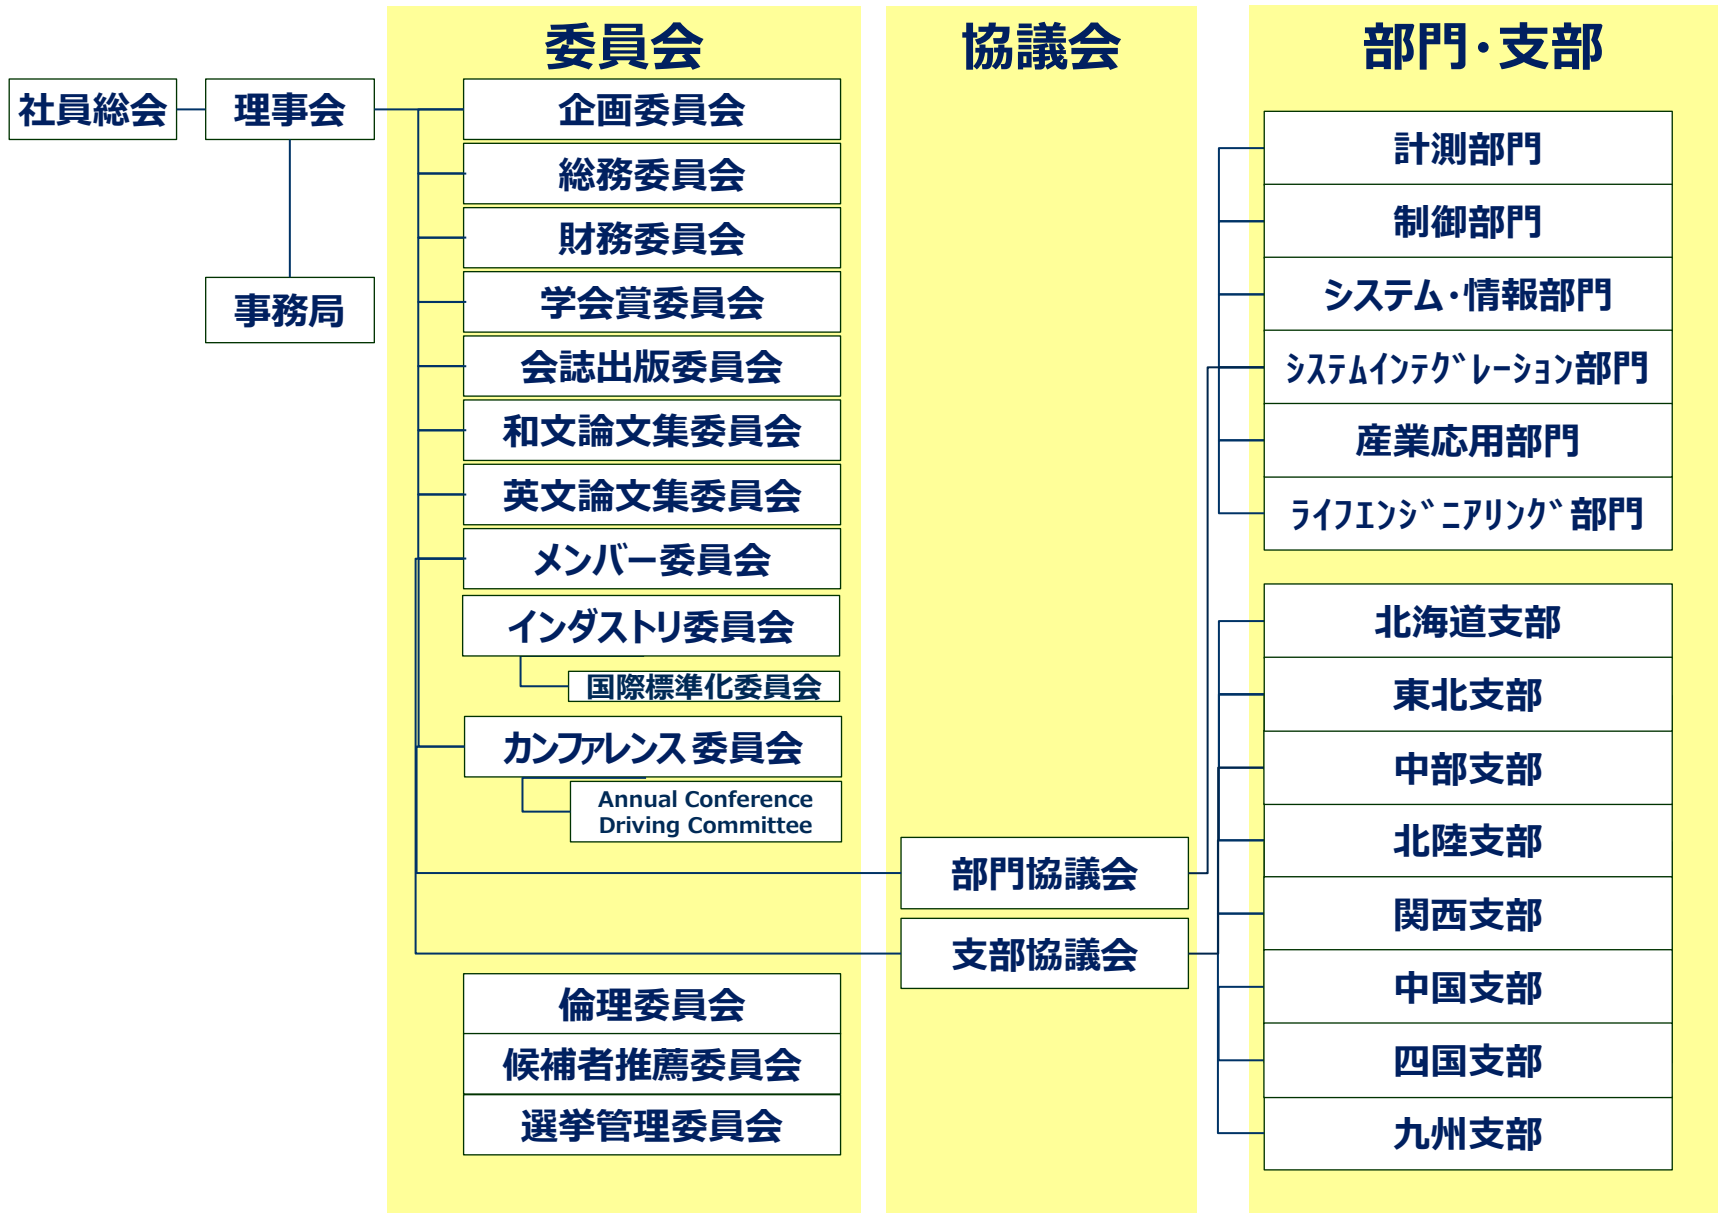 委員会
協議会
部門・支部
社員総会
理事会
事務局
企画委員会
総務委員会
財務委員会
学会賞委員会
会誌出版委員会
和文論文集委員会
英文論文集委員会
メンバー委員会
インダストリ委員会
国際標準化委員会
カンファレンス委員会
Annual Conference
Driving Committee
倫理委員会
候補者推薦委員会
選挙管理委員会
部門協議会
支部協議会
計測部門
制御部門
システム・情報部門
ｼｽﾃﾑｲﾝﾃｸﾞﾚｰｼｮﾝ部門
産業応用部門
ﾗｲﾌｴﾝｼﾞﾆｱﾘﾝｸﾞ部門
北海道支部
東北支部
中部支部
北陸支部
関西支部
中国支部
四国支部
九州支部